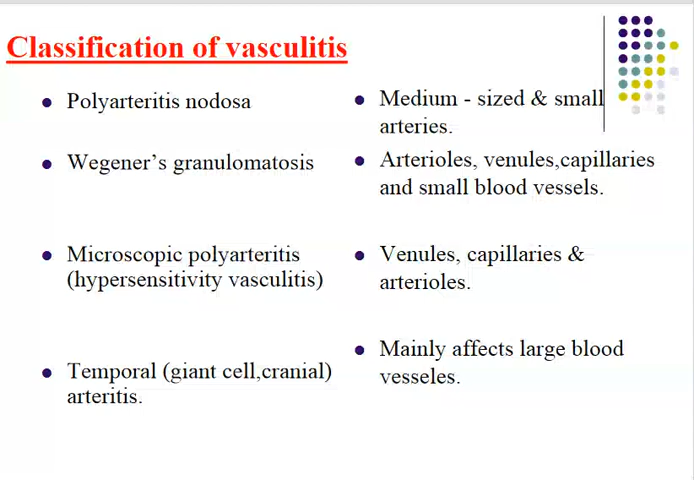 Classification of vasculitis
Polyarteritis nodosa
Medium - sized & small
arteries.
Wegener’s granulomatosis
Arterioles, venules,capillaries
and small blood vessels.
Microscopic polyarteritis
(hypersensitivity vasculitis)
Venules, capillaries &
arterioles.
Temporal (giant cell,cranial)
arteritis.
Mainly affects large blood
vesseles.